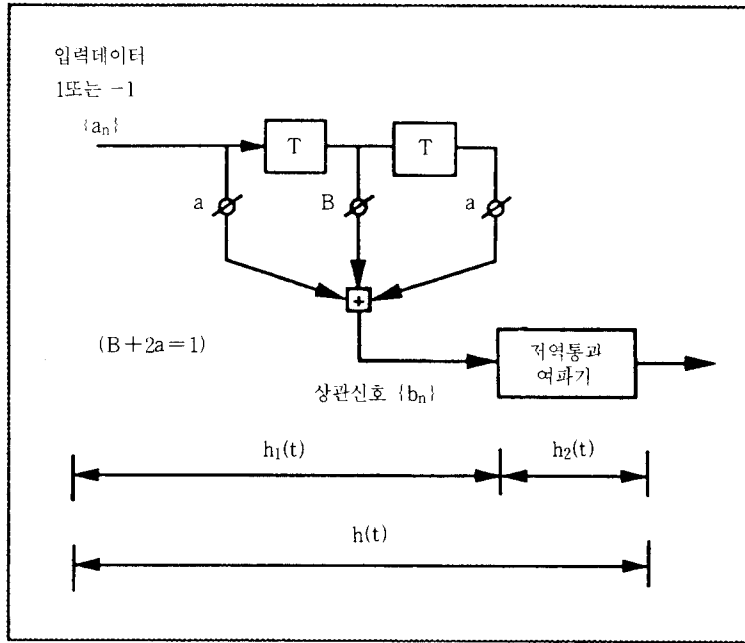 입력데이터
1또는 -1
{aₙ}
T
T
a
B
a
+
(B+2a=1)
저역통과
여파기
상관신호 {bₙ}
h₁(t)
h₂(t)
h(t)